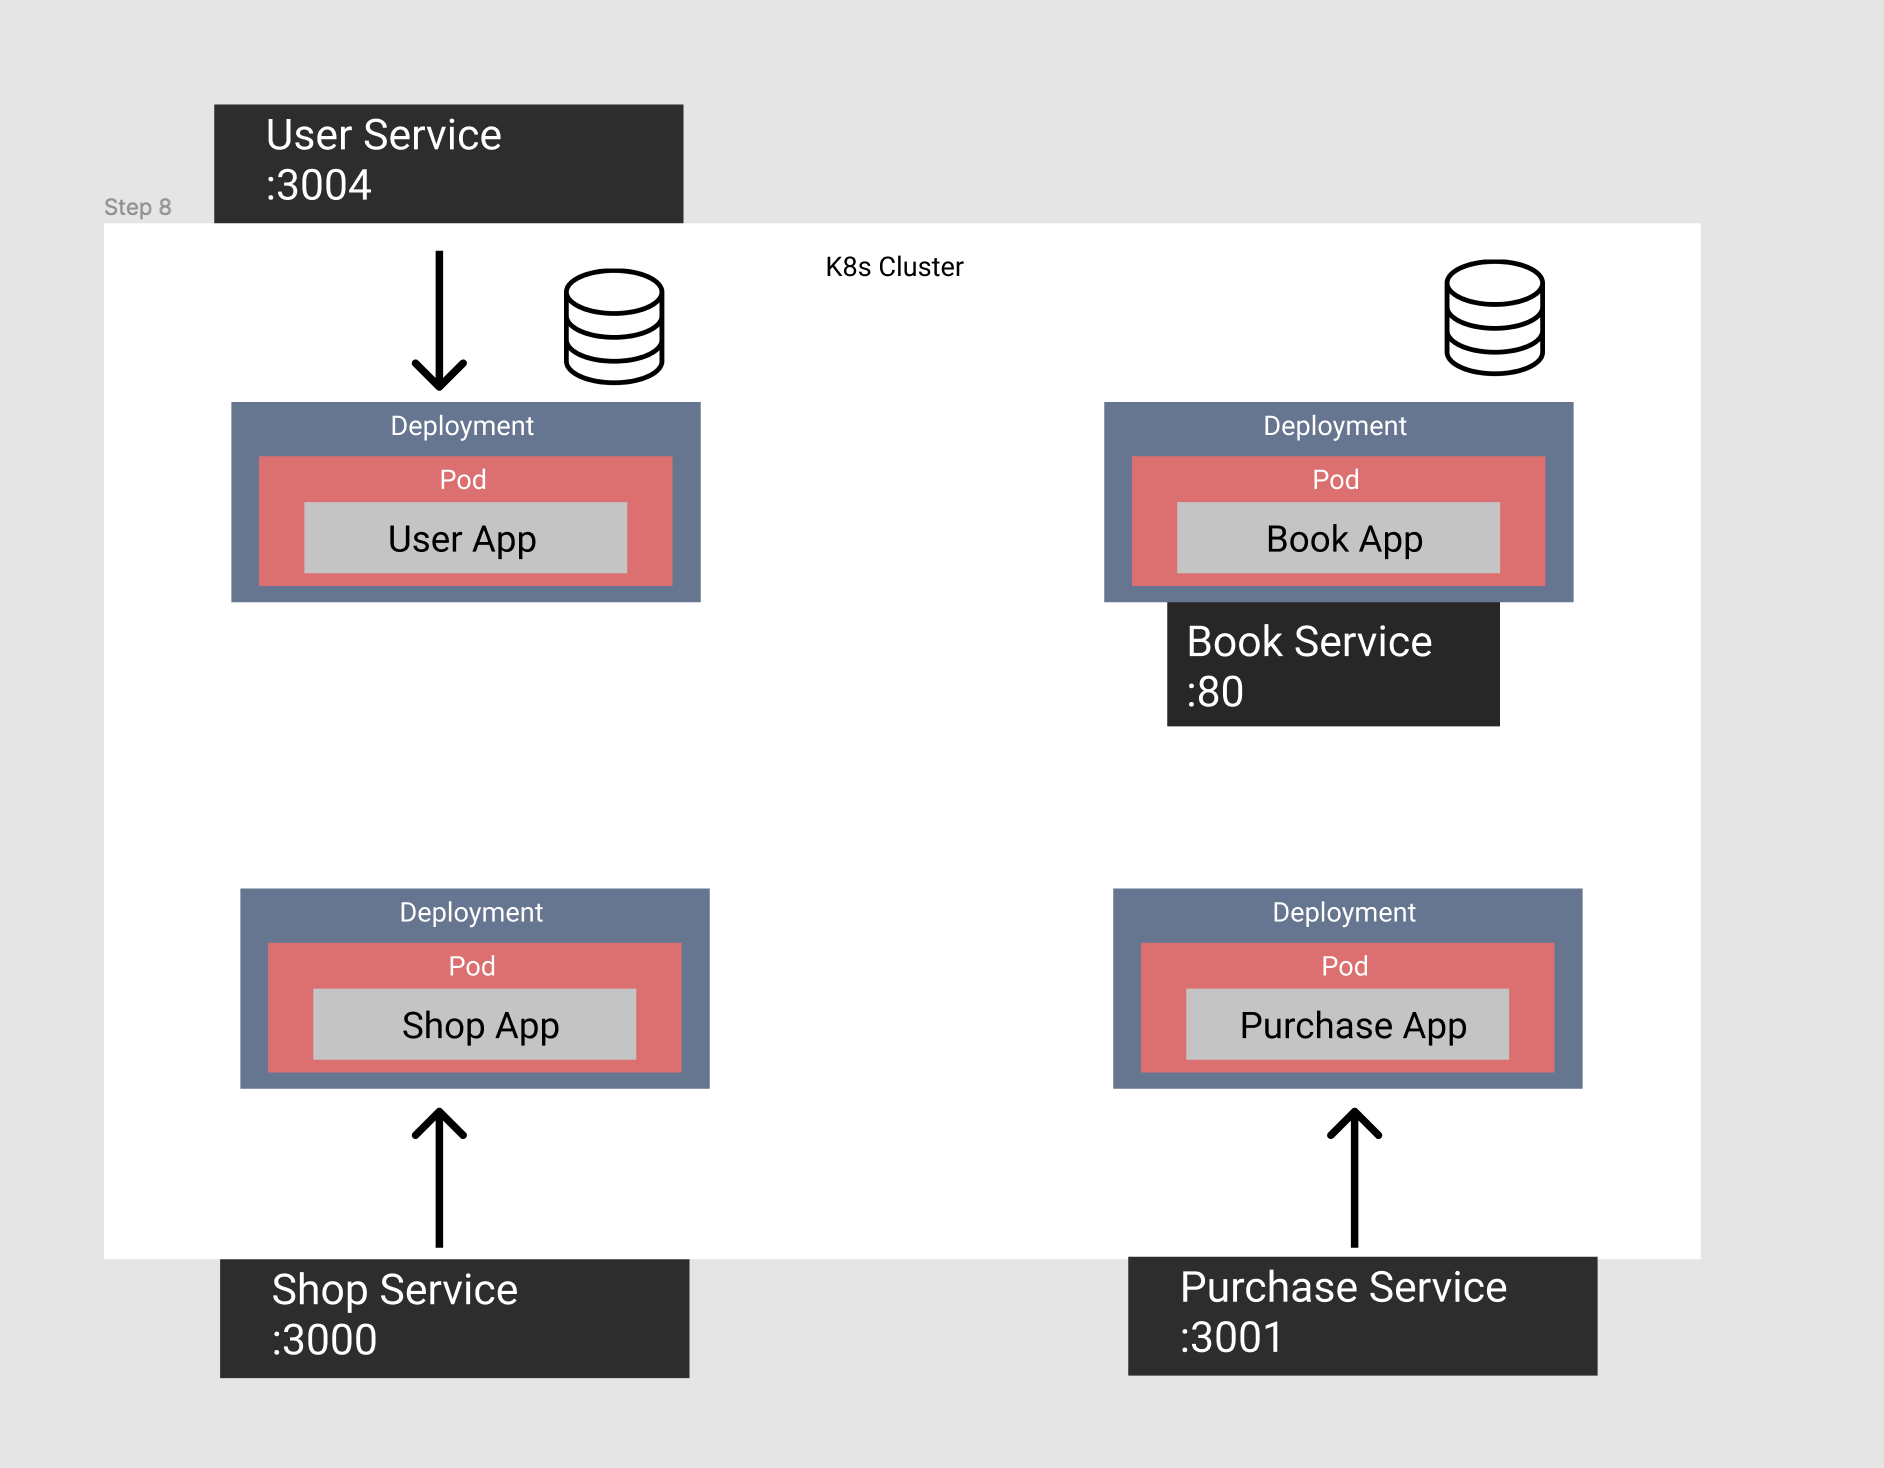 User Service
:3004
Step 8
K8s Cluster
Deployment
Pod
User App
Deployment
Pod
Book App
Book Service
:80
Deployment
Pod
Shop App
Deployment
Pod
Purchase App
Shop Service
:3000
Purchase Service
:3001